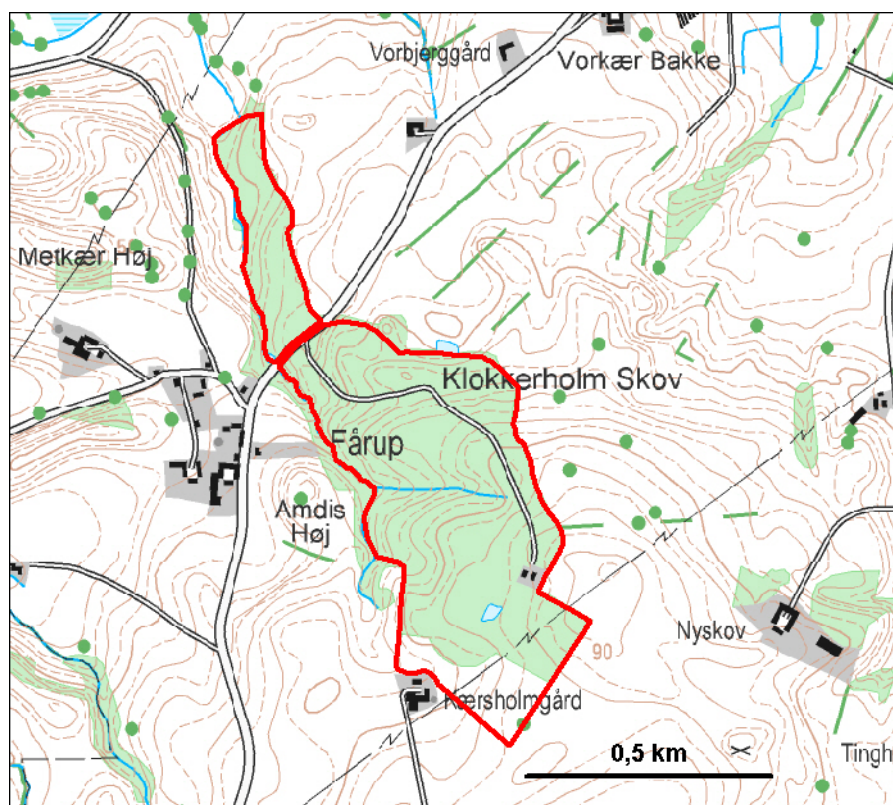 Vorbjerggård
Vorkær Bakke
Metkær Høj
Klokkerholm Skov
Fårup
Amdis
Høj
Nyskov
90
Kærsholmgård
0,5 km
Tingh